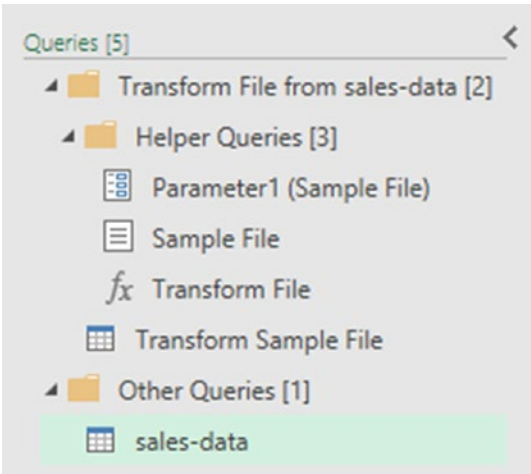 Queries [5]
Transform File from sales-data [2]
Helper Queries [3]
Parameter1 (Sample File)
Sample File
fx Transform File
Transform Sample File
Other Queries [1]
sales-data